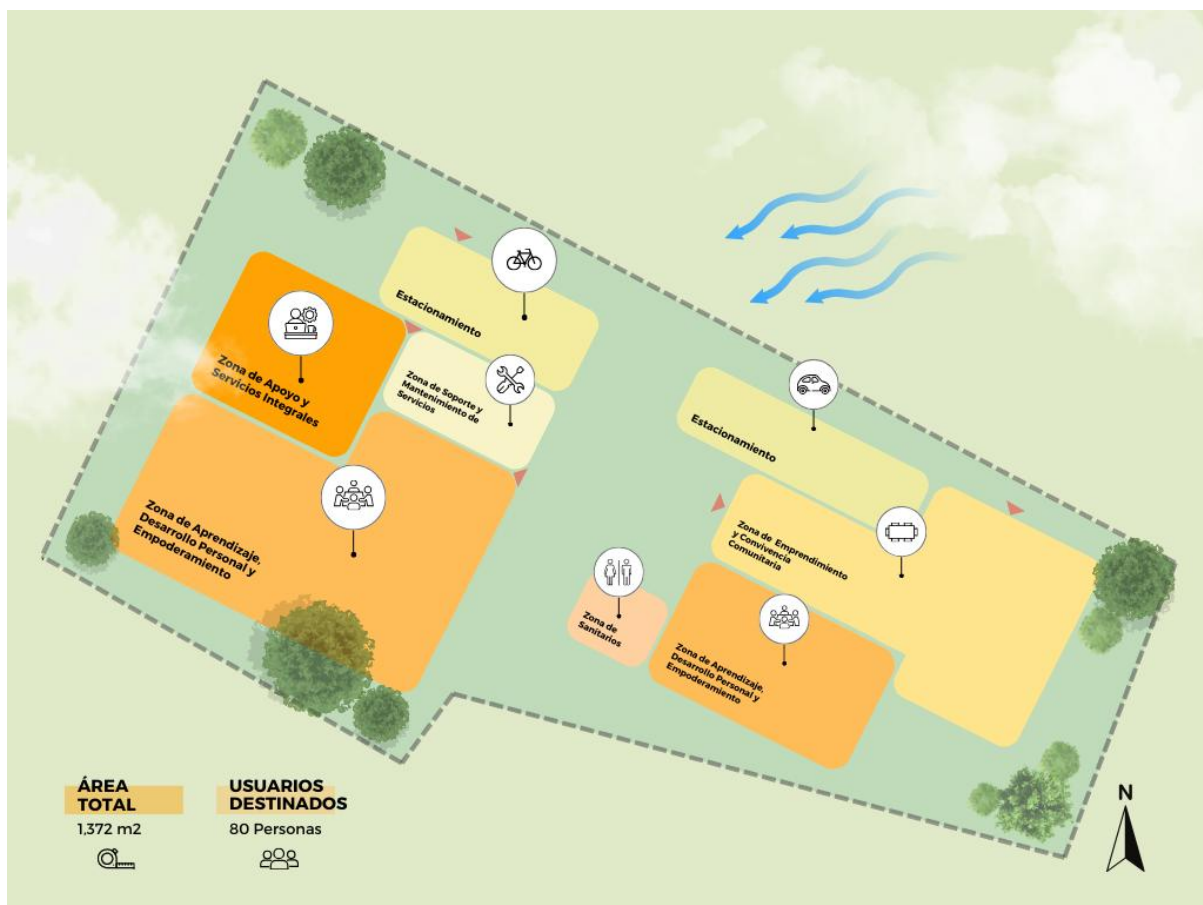 Estacionamiento
Zona de Apoyo y
Servicios Integrales
Zona de Soporte y
Mantenimiento de
Servicios
Zona de Aprendizaje,
Desarrollo Personal y
Empoderamiento
Estacionamiento
Zona de Emprendimiento
y Convivencia
Comunitaria
Zona de
Sanitarios
Zona de Aprendizaje,
Desarrollo Personal y
Empoderamiento
ÁREA
TOTAL
1,372 m2
USUARIOS
DESTINADOS
80 Personas
N